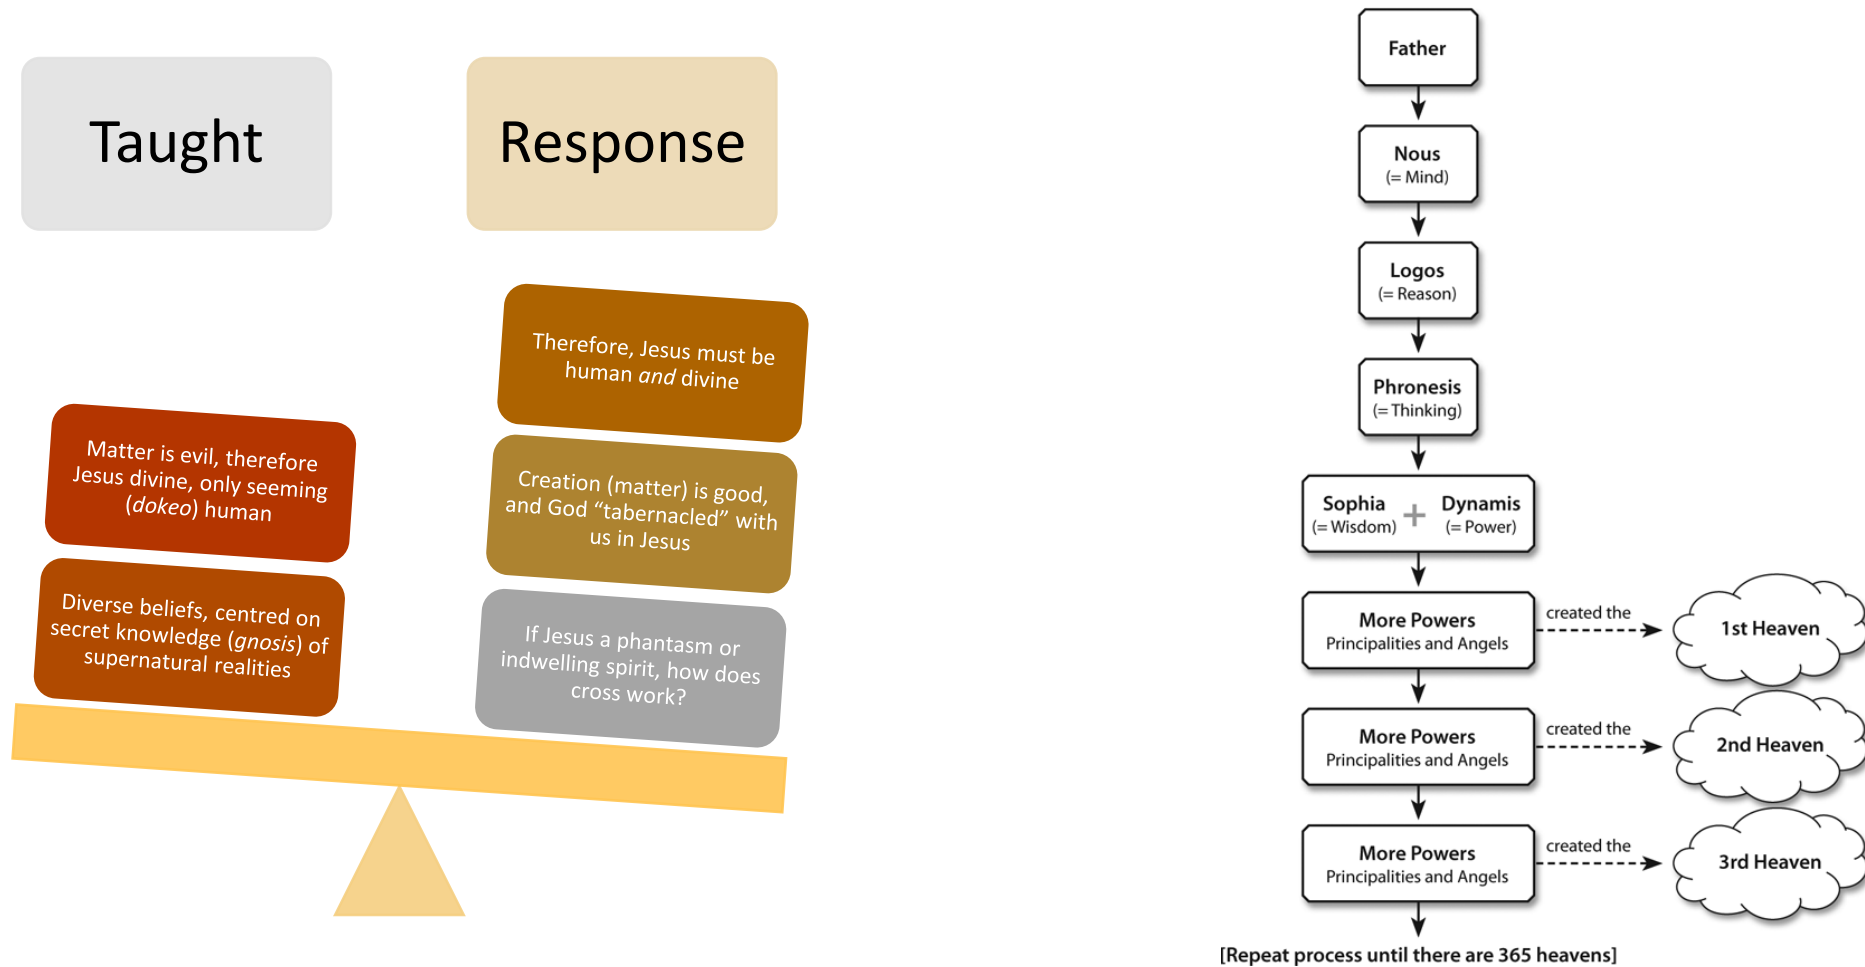 Taught
Response
Matter is evil, therefore
Jesus divine, only seeming
(dokeo) human
Diverse beliefs, centred on
secret knowledge (gnosis) of
supernatural realities
Therefore, Jesus must be
human and divine
Creation (matter) is good,
and God “tabernacled” with
us in Jesus
If Jesus a phantasm or
indwelling spirit, how does
cross work?
Father
Nous
(= Mind)
Logos
(= Reason)
Phronesis
(= Thinking)
Sophia + Dynamis
(= Wisdom) (= Power)
More Powers
Principalities and Angels
created the
1st Heaven
More Powers
Principalities and Angels
created the
2nd Heaven
More Powers
Principalities and Angels
created the
3rd Heaven
[Repeat process until there are 365 heavens]